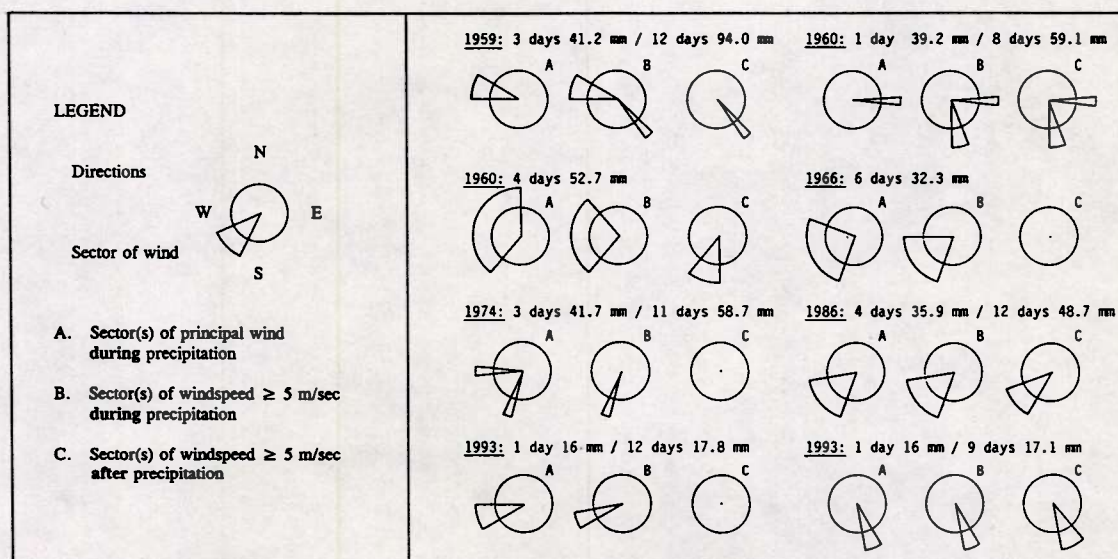 LEGEND
Directions
N
W
E
S
Sector of wind
A. Sector(s) of principal wind
during precipitation
B. Sector(s) of windspeed ≥ 5 m/sec
during precipitation
C. Sector(s) of windspeed ≥ 5 m/sec
after precipitation
1959: 3 days 41.2 mm / 12 days 94.0 mm
A B C
1960: 1 day 39.2 mm / 8 days 59.1 mm
A B C
1960: 4 days 52.7 mm
A B C
1966: 6 days 32.3 mm
A B C
1974: 3 days 41.7 mm / 11 days 58.7 mm
A B C
1986: 4 days 35.9 mm / 12 days 48.7 mm
A B C
1993: 1 day 16 mm / 12 days 17.8 mm
A B C
1993: 1 day 16 mm / 9 days 17.1 mm
A B C